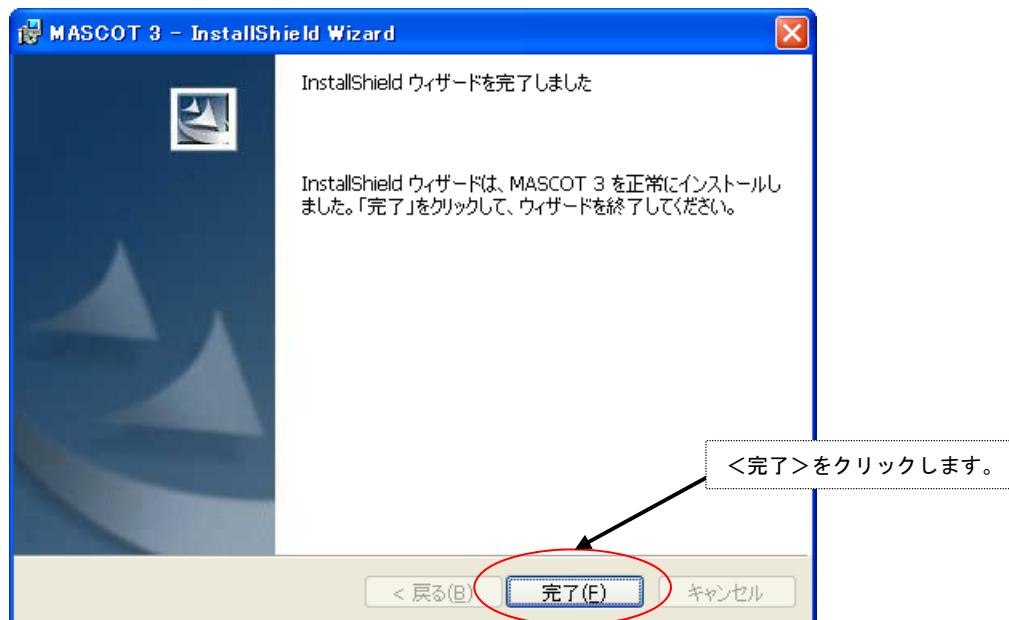 MASCOT 3 - InstallShield Wizard
InstallShield ウィザードを完了しました
InstallShield ウィザードは、MASCOT 3 を正常にインストールし
ました。「完了」をクリックして、ウィザードを終了してください。
＜完了＞をクリックします。
< 戻る(B)
完了(F)
キャンセル